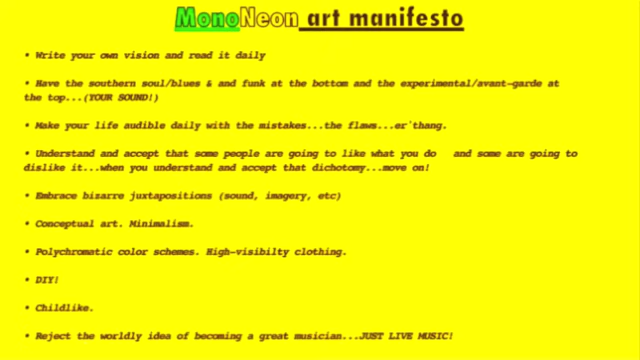 MonoNeon art manifesto
• Write your own vision and read it daily
• Have the southern soul/blues & and funk at the bottom and the experimental/avant-garde at
the top...(YOUR SOUND!)
• Make your life audible daily with the mistakes...the flaws...er'thang.
• Understand and accept that some people are going to like what you do and some are going to
dislike it...when you understand and accept that dichotomy...move on!
• Embrace bizarre juxtapositions (sound, imagery, etc)
• Conceptual art. Minimalism.
• Polychromatic color schemes. High-visibilty clothing.
• DIY!
• Childlike.
• Reject the worldly idea of becoming a great musician...JUST LIVE MUSIC!